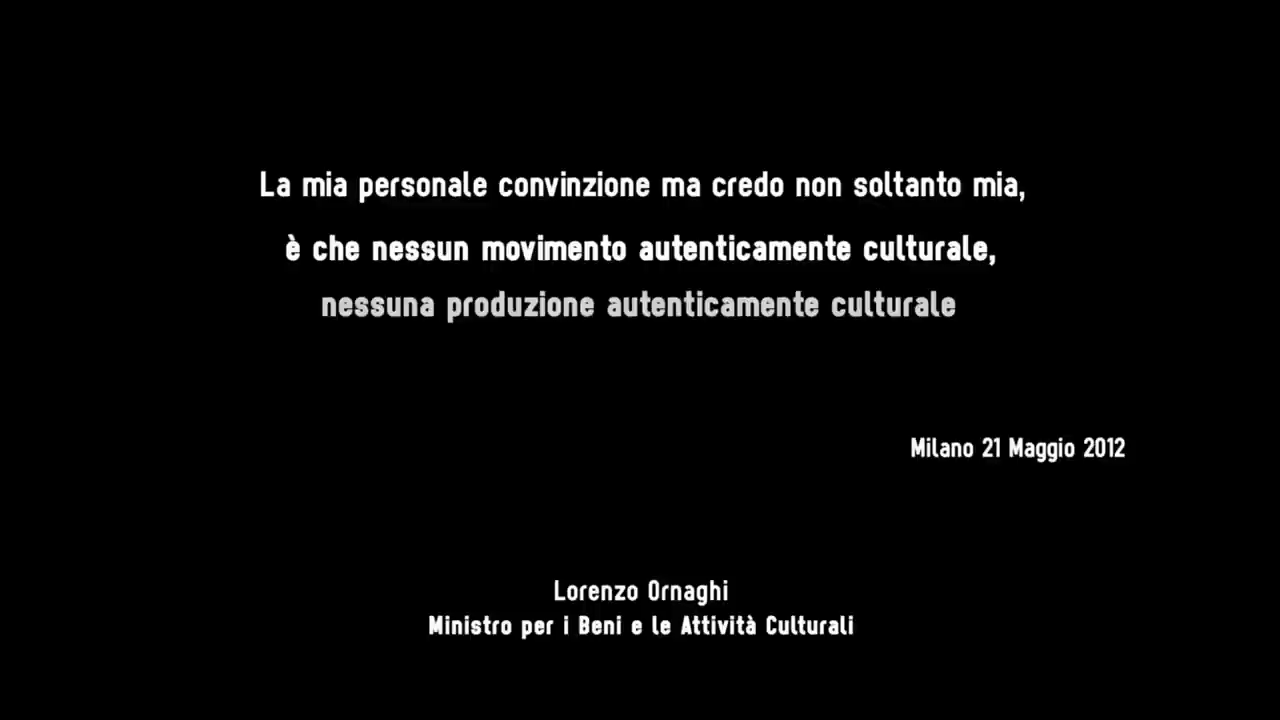 La mia personale convinzione ma credo non soltanto mia,
è che nessun movimento autenticamente culturale,
nessuna produzione autenticamente culturale
Milano 21 Maggio 2012
Lorenzo Ornaghi
Ministro per i Beni e le Attività Culturali